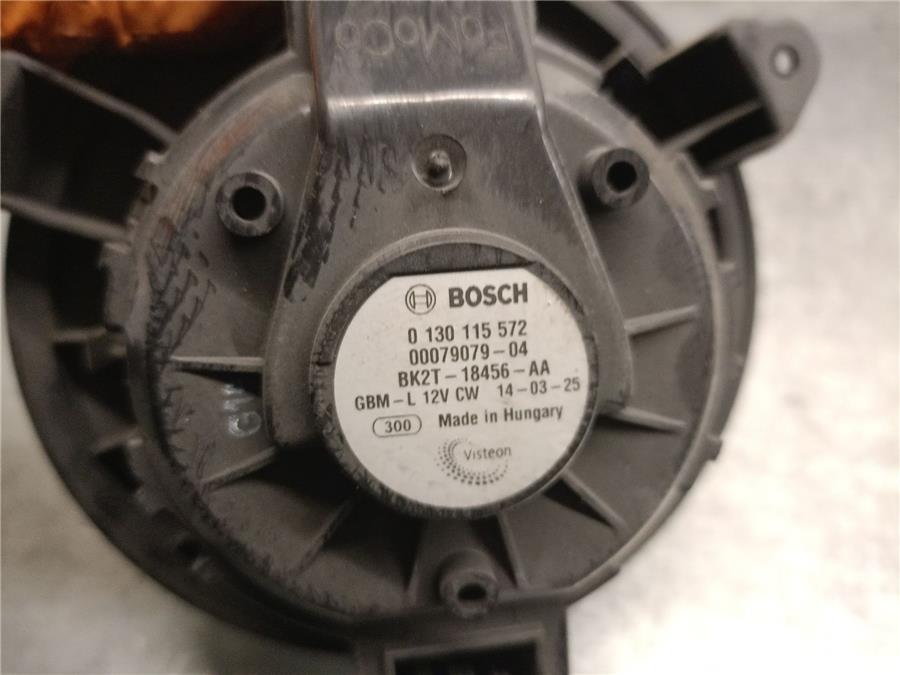 FoMoCo
BOSCH
0 130 115 572
00079079-04
BK2T-18456-AA
GBM-L 12V CW 14-03-25
300 Made in Hungary
Visteon